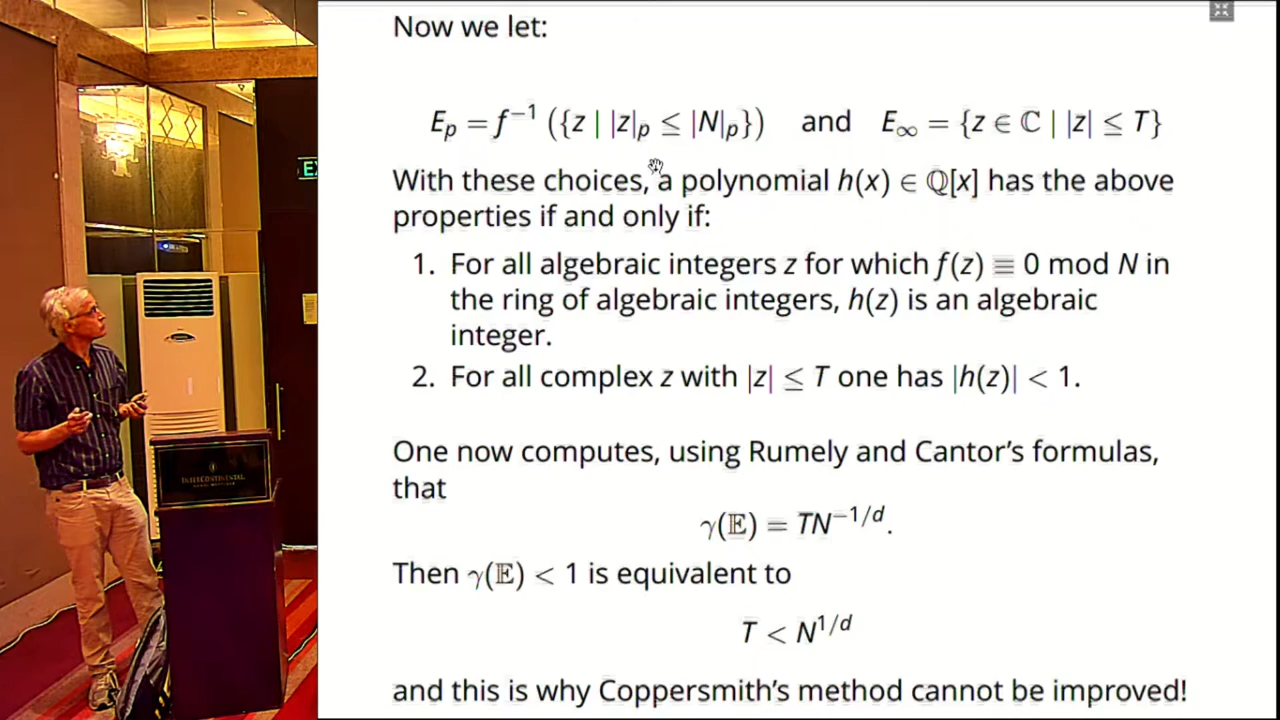 Now we let:
E_p = f^{-1} ({z | |z|_p ≤ |N|_p}) and E_∞ = {z ∈ ℂ | |z| ≤ T}
With these choices, a polynomial h(x) ∈ ℚ[x] has the above
properties if and only if:
1. For all algebraic integers z for which f(z) ≡ 0 mod N in
the ring of algebraic integers, h(z) is an algebraic
integer.
2. For all complex z with |z| ≤ T one has |h(z)| < 1.
One now computes, using Rumely and Cantor's formulas,
that
γ(𝔼) = TN^{-1/d}.
Then γ(𝔼) < 1 is equivalent to
T < N^{1/d}
and this is why Coppersmith's method cannot be improved!
EX
INTERCONTINENTAL